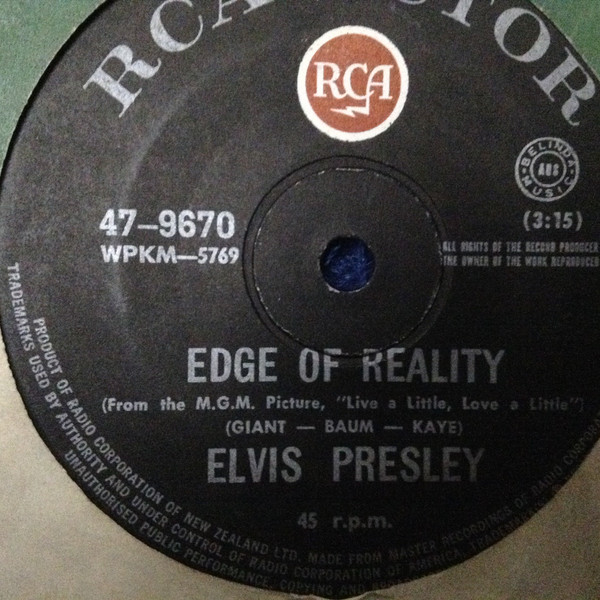 RCA VICTOR
RCA
BELINDA MUSIC
AUS
47-9670
WPKM-5769
(3:15)
ALL RIGHTS OF THE RECORD PRODUCER
THE OWNER OF THE WORK REPRODUCED
EDGE OF REALITY
(From the M.G.M. Picture, "Live a Little, Love a Little")
(GIANT — BAUM — KAYE)
ELVIS PRESLEY
45 r.p.m.
PRODUCT OF RADIO CORPORATION OF NEW ZEALAND LTD. MADE FROM MASTER RECORDINGS OF RADIO CORPORATION
TRADEMARKS USED BY AUTHORITY AND UNDER CONTROL OF RADIO CORPORATION OF AMERICA,
UNAUTHORISED PUBLIC PERFORMANCE, COPYING AND